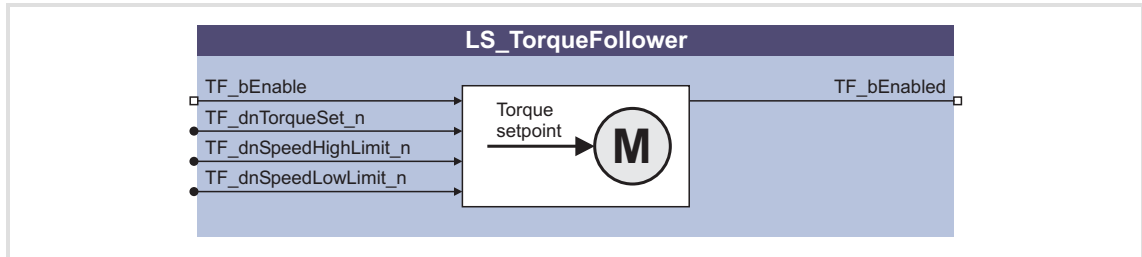 LS_TorqueFollower
TF_bEnable
TF_bEnabled
TF_dnTorqueSet_n
TF_dnSpeedHighLimit_n
TF_dnSpeedLowLimit_n
Torque
setpoint
M